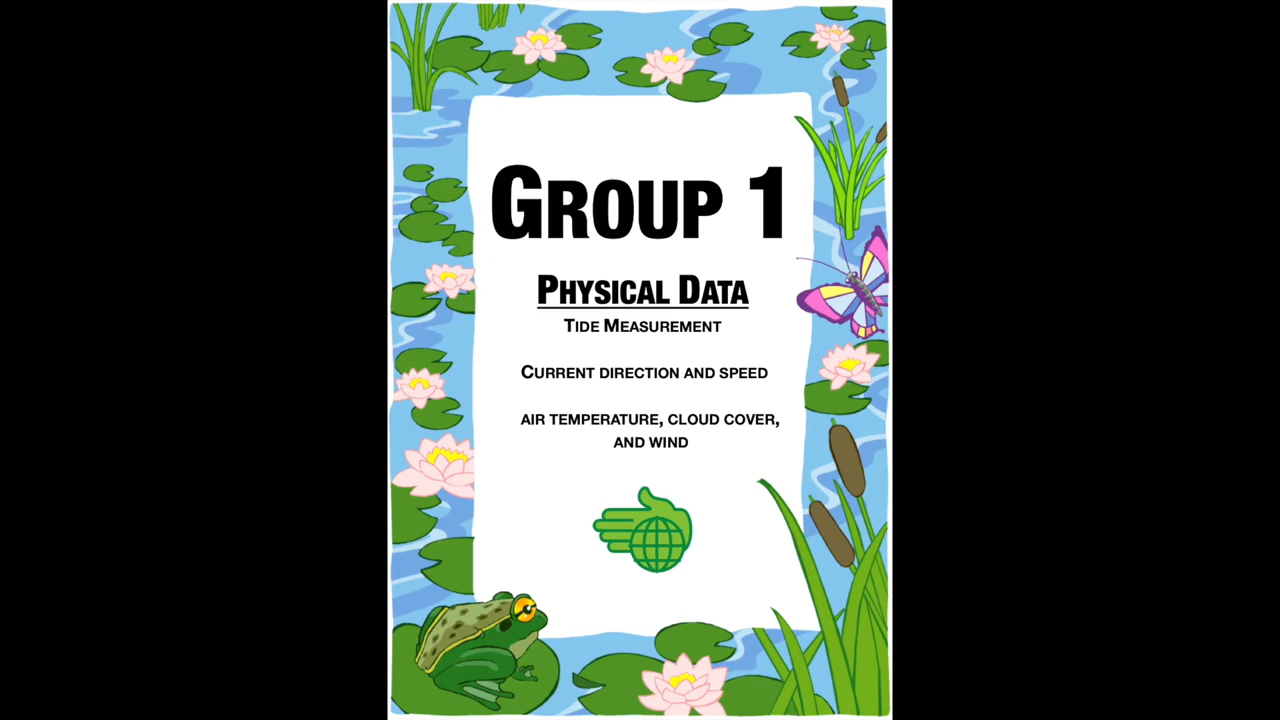 Group 1
Physical Data
Tide Measurement
Current direction and speed
air temperature, cloud cover,
and wind